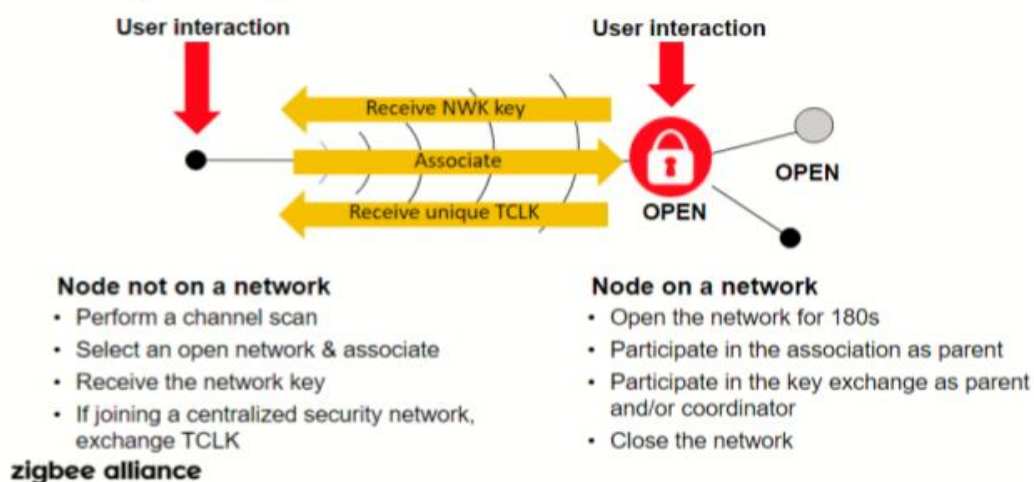 User interaction
User interaction
Receive NWK key
Associate
Receive unique TCLK
OPEN
OPEN
Node not on a network
• Perform a channel scan
• Select an open network & associate
• Receive the network key
• If joining a centralized security network,
exchange TCLK
Node on a network
• Open the network for 180s
• Participate in the association as parent
• Participate in the key exchange as parent
and/or coordinator
• Close the network
zigbee alliance